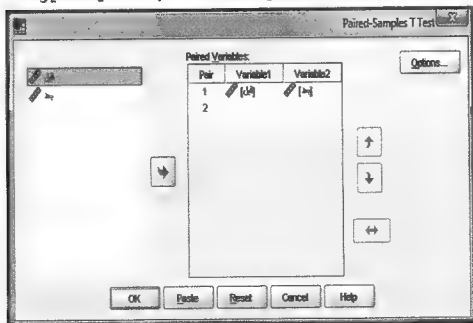 Paired-Samples T Test
Paired Variables:
Options...
Pair Variable1 Variable2
1
2
OK Paste Reset Cancel Help